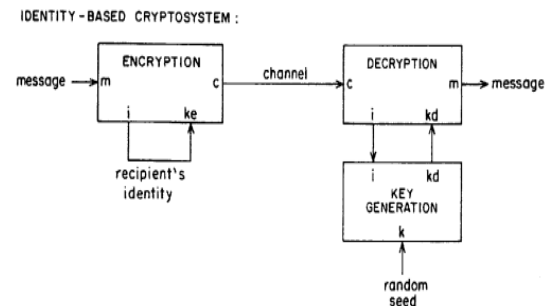 IDENTITY-BASED CRYPTOSYSTEM:
ENCRYPTION
message
m
c
i
ke
recipient's
identity
channel
DECRYPTION
c
m
message
i
kd
i
kd
KEY
GENERATION
k
random
seed